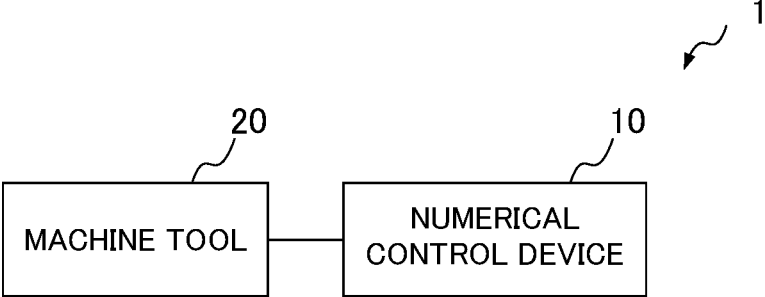 1
20
10
MACHINE TOOL
NUMERICAL
CONTROL DEVICE